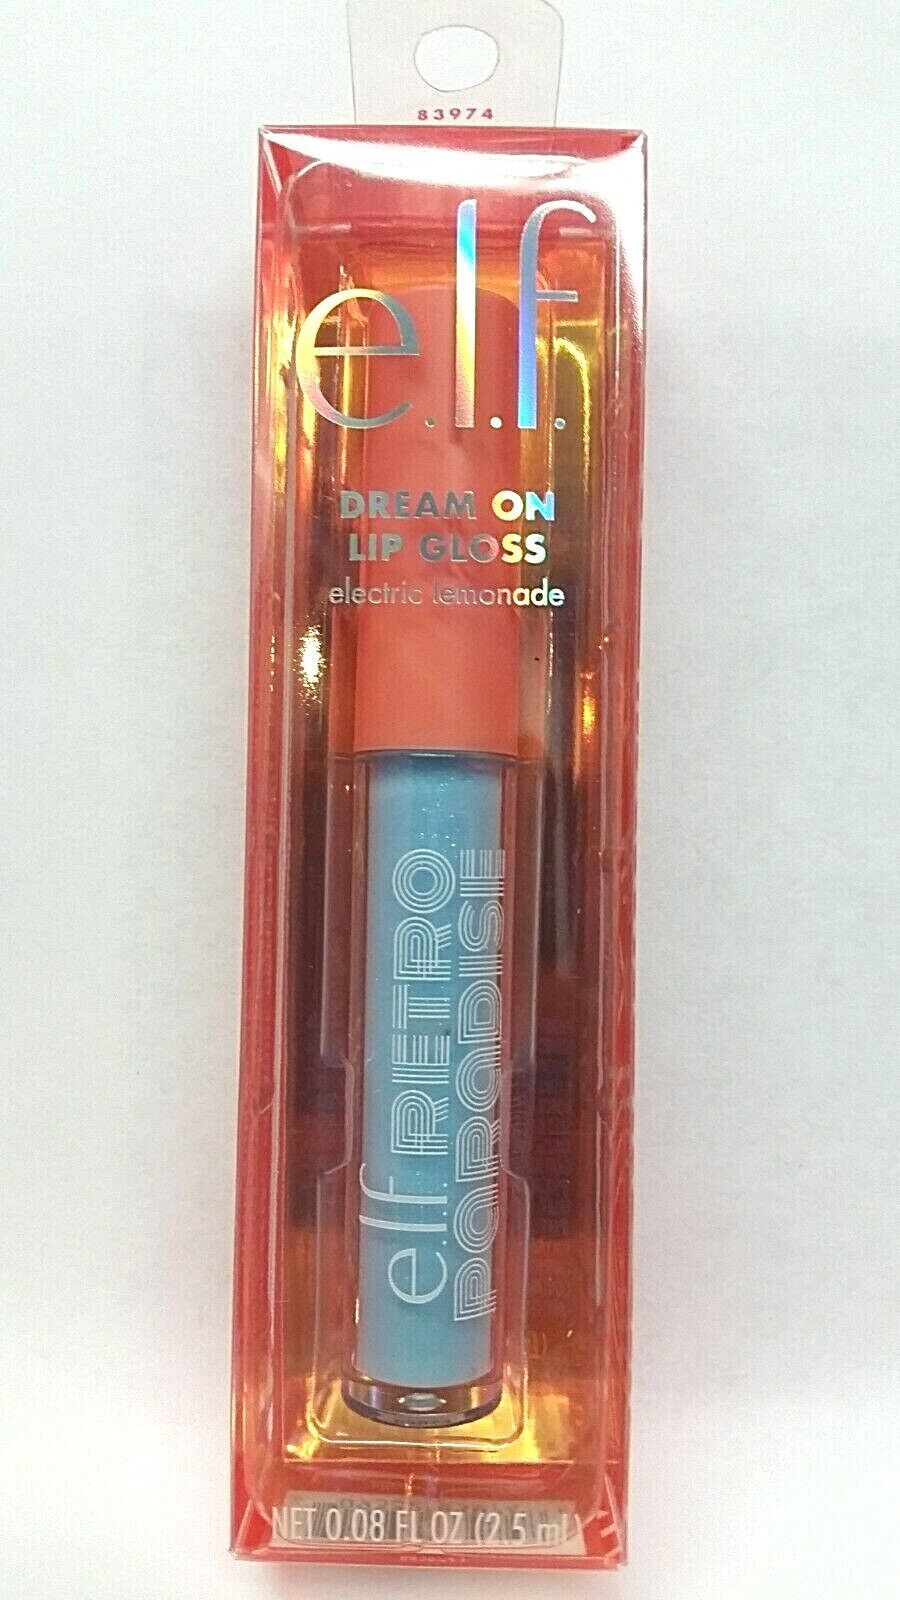 83974
e.l.f.
DREAM ON
LIP GLOSS
electric lemonade
e.l.f. RETRO
PARADISE
NET 0.08 FL OZ (2.5 mL)